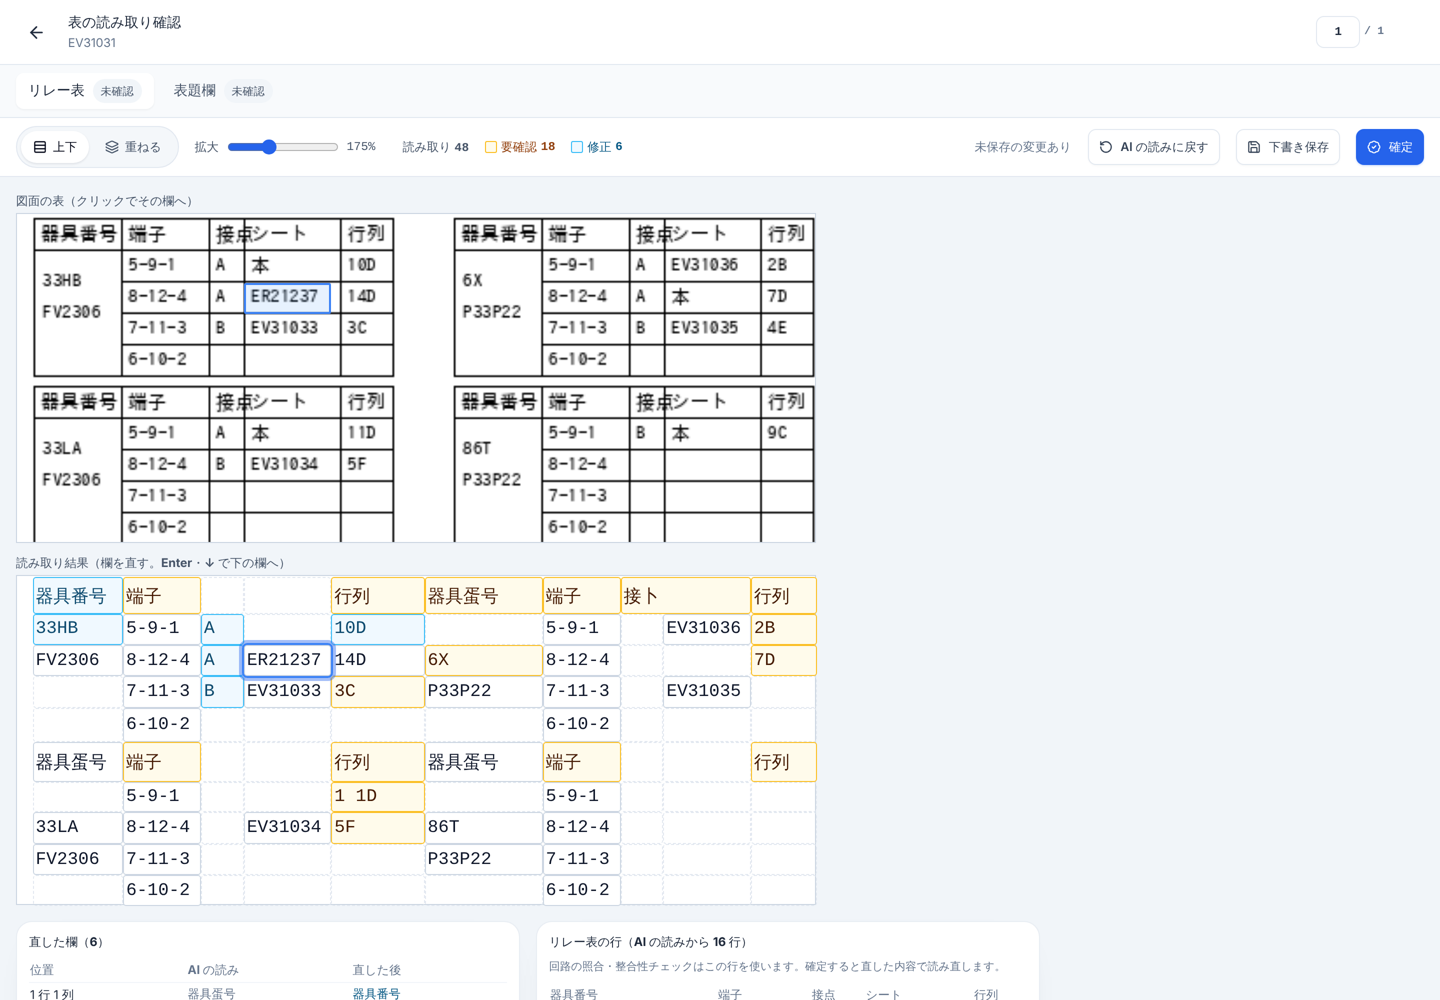 表の読み取り確認
EV31031
1 / 1
リレー表 未確認 表題欄 未確認
上下 重ねる 拡大 175% 読み取り 48 要確認 18 修正 6 未保存の変更あり AI の読みに戻す 下書き保存 確定
図面の表（クリックでその欄へ）
器具番号 端子 接点 シート 行列 器具番号 端子 接点 シート 行列
5-9-1 A 本 10D 5-9-1 A EV31036 2B
33HB 6X
8-12-4 A ER21237 14D 8-12-4 A 本 7D
FV2306 P33P22
7-11-3 B EV31033 3C 7-11-3 B EV31035 4E
6-10-2 6-10-2
器具番号 端子 接点 シート 行列 器具番号 端子 接点 シート 行列
5-9-1 A 本 11D 5-9-1 B 本 9C
33LA 86T
8-12-4 B EV31034 5F 8-12-4
FV2306 P33P22
7-11-3 7-11-3
6-10-2 6-10-2
読み取り結果（欄を直す。Enter・↓ で下の欄へ）
器具番号 端子 行列 器具蛋号 端子 接卜 行列
33HB 5-9-1 A 10D 5-9-1 EV31036 2B
FV2306 8-12-4 A ER21237 14D 6X 8-12-4 7D
7-11-3 B EV31033 3C P33P22 7-11-3 EV31035
6-10-2 6-10-2
器具蛋号 端子 行列 器具蛋号 端子 行列
5-9-1 1 1D 5-9-1
33LA 8-12-4 EV31034 5F 86T 8-12-4
FV2306 7-11-3 P33P22 7-11-3
6-10-2 6-10-2
直した欄（6）
位置 AI の読み 直した後
1 行 1 列 器具蛋号 器具番号
リレー表の行（AI の読みから 16 行）
回路の照合・整合性チェックはこの行を使います。確定すると直した内容で読み直します。
器具番号 端子 接点 シート 行列